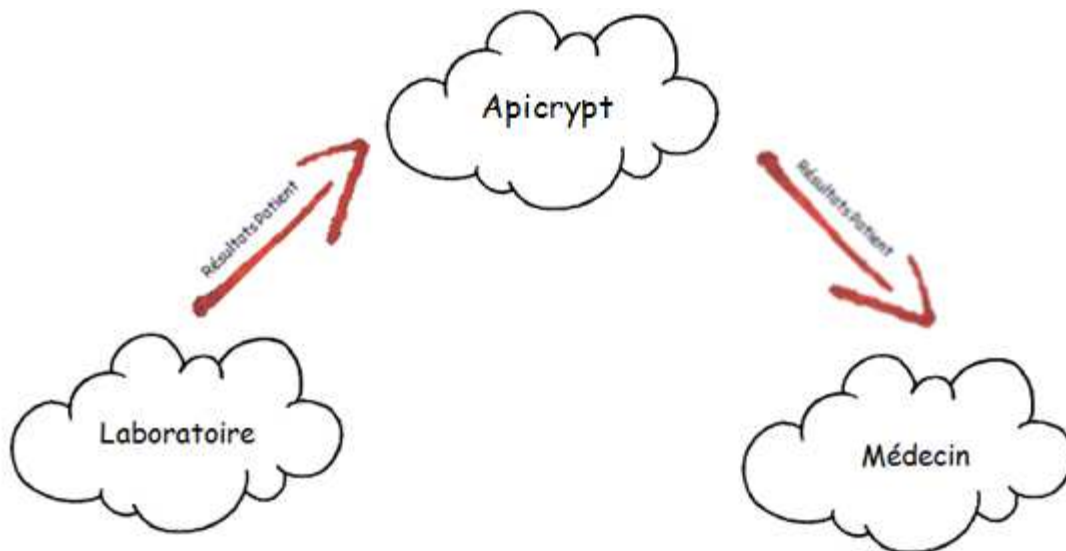 Apicrypt
Résultats Patient
Résultats Patient
Laboratoire
Médecin